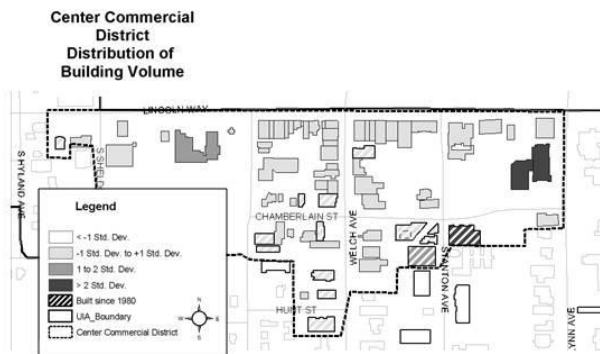 Center Commercial
District
Distribution of
Building Volume
LINCOLN WAY
S HYLAND AVE
CHAMBERLAIN ST
WELCH AVE
STANTON AVE
LYNN AVE
HUNT ST
Legend
< -1 Std. Dev.
-1 Std. Dev. to +1 Std. Dev.
1 to 2 Std. Dev.
> 2 Std. Dev.
Built since 1980
UIA_Boundary
Center Commercial District
N
W
E
S